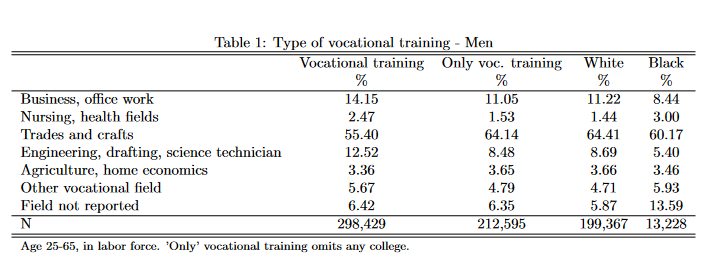 Table 1: Type of vocational training - Men
Vocational training Only voc. training White Black
% % % %
Business, office work 14.15 11.05 11.22 8.44
Nursing, health fields 2.47 1.53 1.44 3.00
Trades and crafts 55.40 64.14 64.41 60.17
Engineering, drafting, science technician 12.52 8.48 8.69 5.40
Agriculture, home economics 3.36 3.65 3.66 3.46
Other vocational field 5.67 4.79 4.71 5.93
Field not reported 6.42 6.35 5.87 13.59
N 298,429 212,595 199,367 13,228
Age 25-65, in labor force. 'Only' vocational training omits any college.